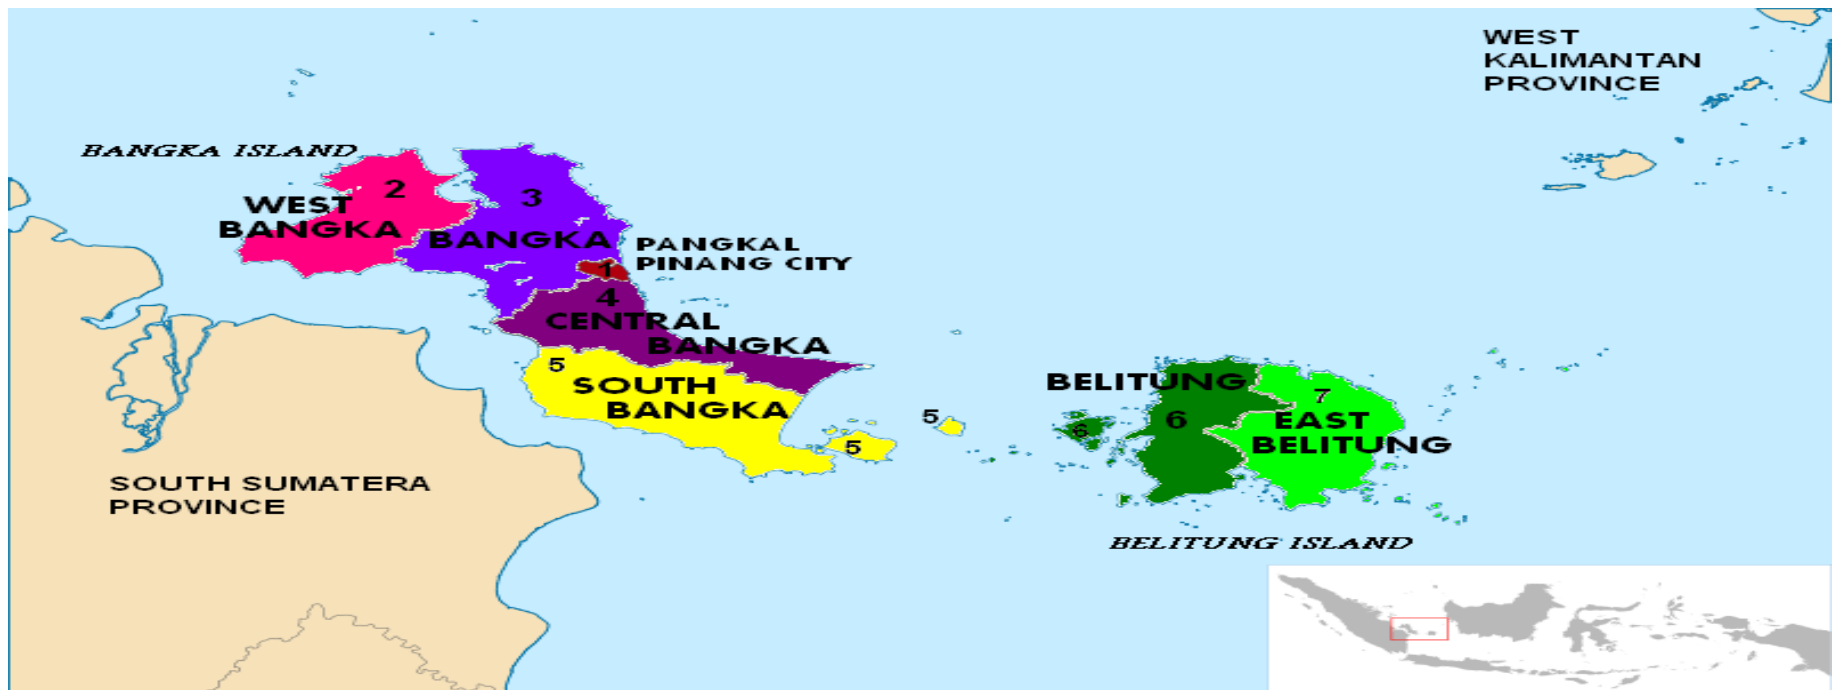 WEST
KALIMANTAN
PROVINCE
BANGKA ISLAND
2
WEST
BANGKA
3
BANGKA
PANGKAL
PINANG CITY
1
4
CENTRAL
BANGKA
5
SOUTH
BANGKA
5
5
BELITUNG
6
6
7
EAST
BELITUNG
SOUTH SUMATERA
PROVINCE
BELITUNG ISLAND